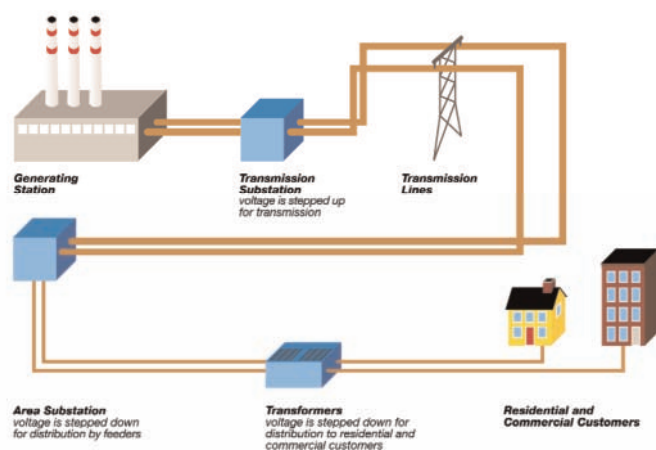 Generating
Station
Transmission
Substation
voltage is stepped up
for transmission
Transmission
Lines
Area Substation
voltage is stepped down
for distribution by feeders
Transformers
voltage is stepped down for
distribution to residential and
commercial customers
Residential and
Commercial Customers